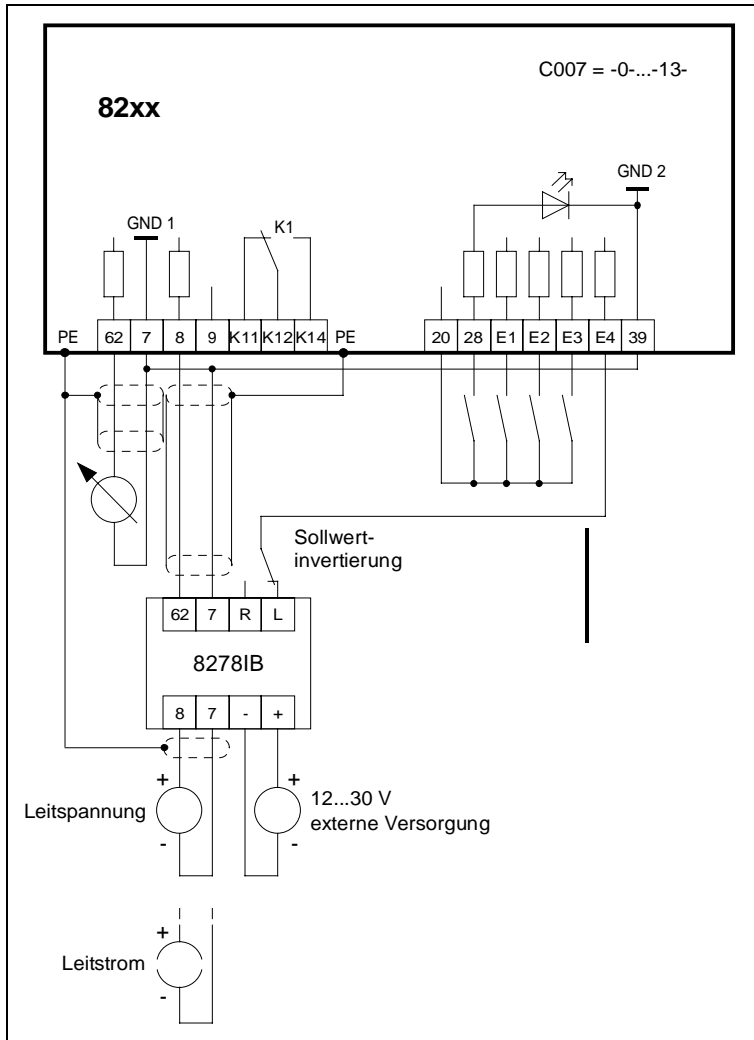 C007 = -0-...-13-
82xx
GND 2
GND 1
K1
PE 62 7 8 9 K11 K12 K14 PE 20 28 E1 E2 E3 E4 39
Sollwert-
invertierung
62 7 R L
8278IB
8 7 - +
+ +
Leitspannung
12...30 V
externe Versorgung
- -
+
Leitstrom
-